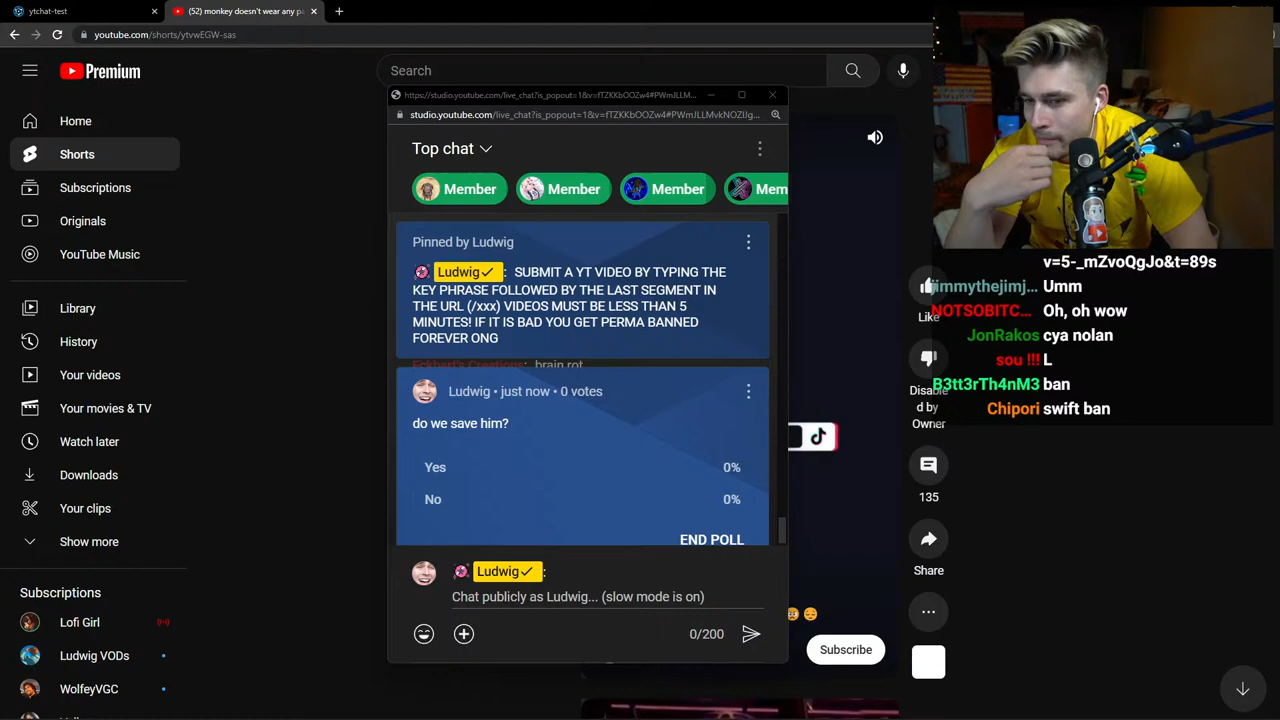 ytchat-test
(52) monkey doesn't wear any pa
youtube.com/shorts/ytvwEGW-sas
Premium
Search
Home
Shorts
Subscriptions
Originals
YouTube Music
Library
History
Your videos
Your movies & TV
Watch later
Downloads
Your clips
Show more
Subscriptions
Lofi Girl
Ludwig VODs
WolfeyVGC
https://studio.youtube.com/live_chat?is_popout=1&v=fTZKKbOOZw4#PWmJLLM...
studio.youtube.com/live_chat?is_popout=1&v=fTZKKbOOZw4#PWmJLLMvkNOZlJg...
Top chat
Member
Member
Member
Mem
Pinned by Ludwig
Ludwig: SUBMIT A YT VIDEO BY TYPING THE
KEY PHRASE FOLLOWED BY THE LAST SEGMENT IN
THE URL (/xxx) VIDEOS MUST BE LESS THAN 5
MINUTES! IF IT IS BAD YOU GET PERMA BANNED
FOREVER ONG
Eckhart's Creations: brain rot
Ludwig • just now • 0 votes
do we save him?
Yes 0%
No 0%
END POLL
Ludwig:
Chat publicly as Ludwig... (slow mode is on)
0/200
Like
Disable
d by
Owner
135
Share
Subscribe
v=5-_mZvoQgJo&t=89s
jimmythejimj... Umm
NOTSOBITC... Oh, oh wow
JonRakos cya nolan
sou !!! L
B3tt3rTh4nM3 ban
Chipori swift ban